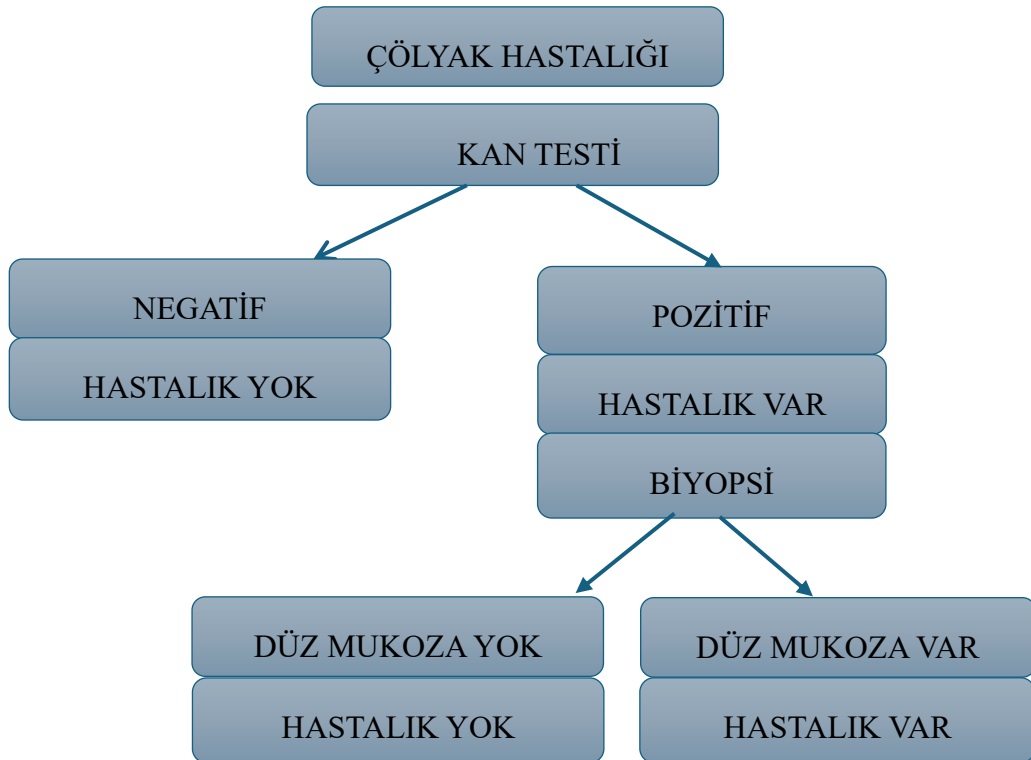 ÇÖLYAK HASTALIĞI
KAN TESTİ
NEGATİF
HASTALIK YOK
POZİTİF
HASTALIK VAR
BİYOPSİ
DÜZ MUKOZA YOK
HASTALIK YOK
DÜZ MUKOZA VAR
HASTALIK VAR